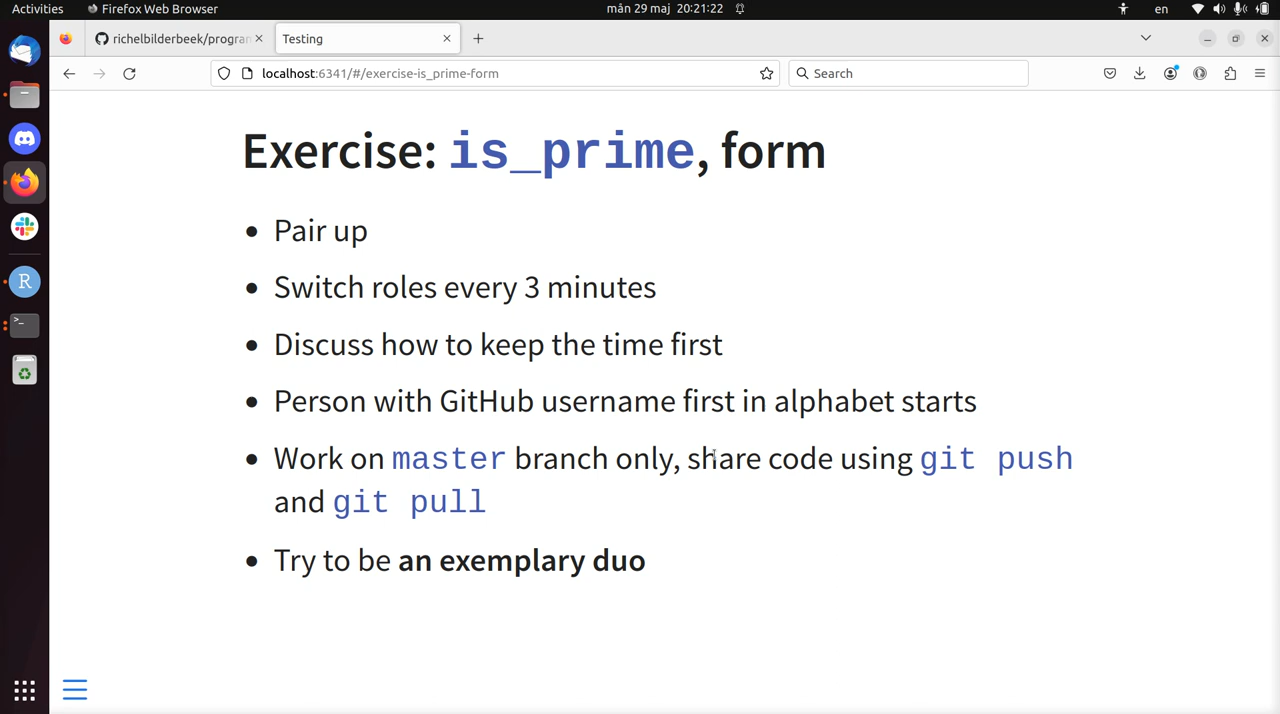 Activities
Firefox Web Browser
mån 29 maj 20:21:22
en
richelbilderbeek/program
Testing
localhost:6341/#/exercise-is_prime-form
Search
Exercise: is_prime, form
Pair up
Switch roles every 3 minutes
Discuss how to keep the time first
Person with GitHub username first in alphabet starts
Work on master branch only, share code using git push
and git pull
Try to be an exemplary duo